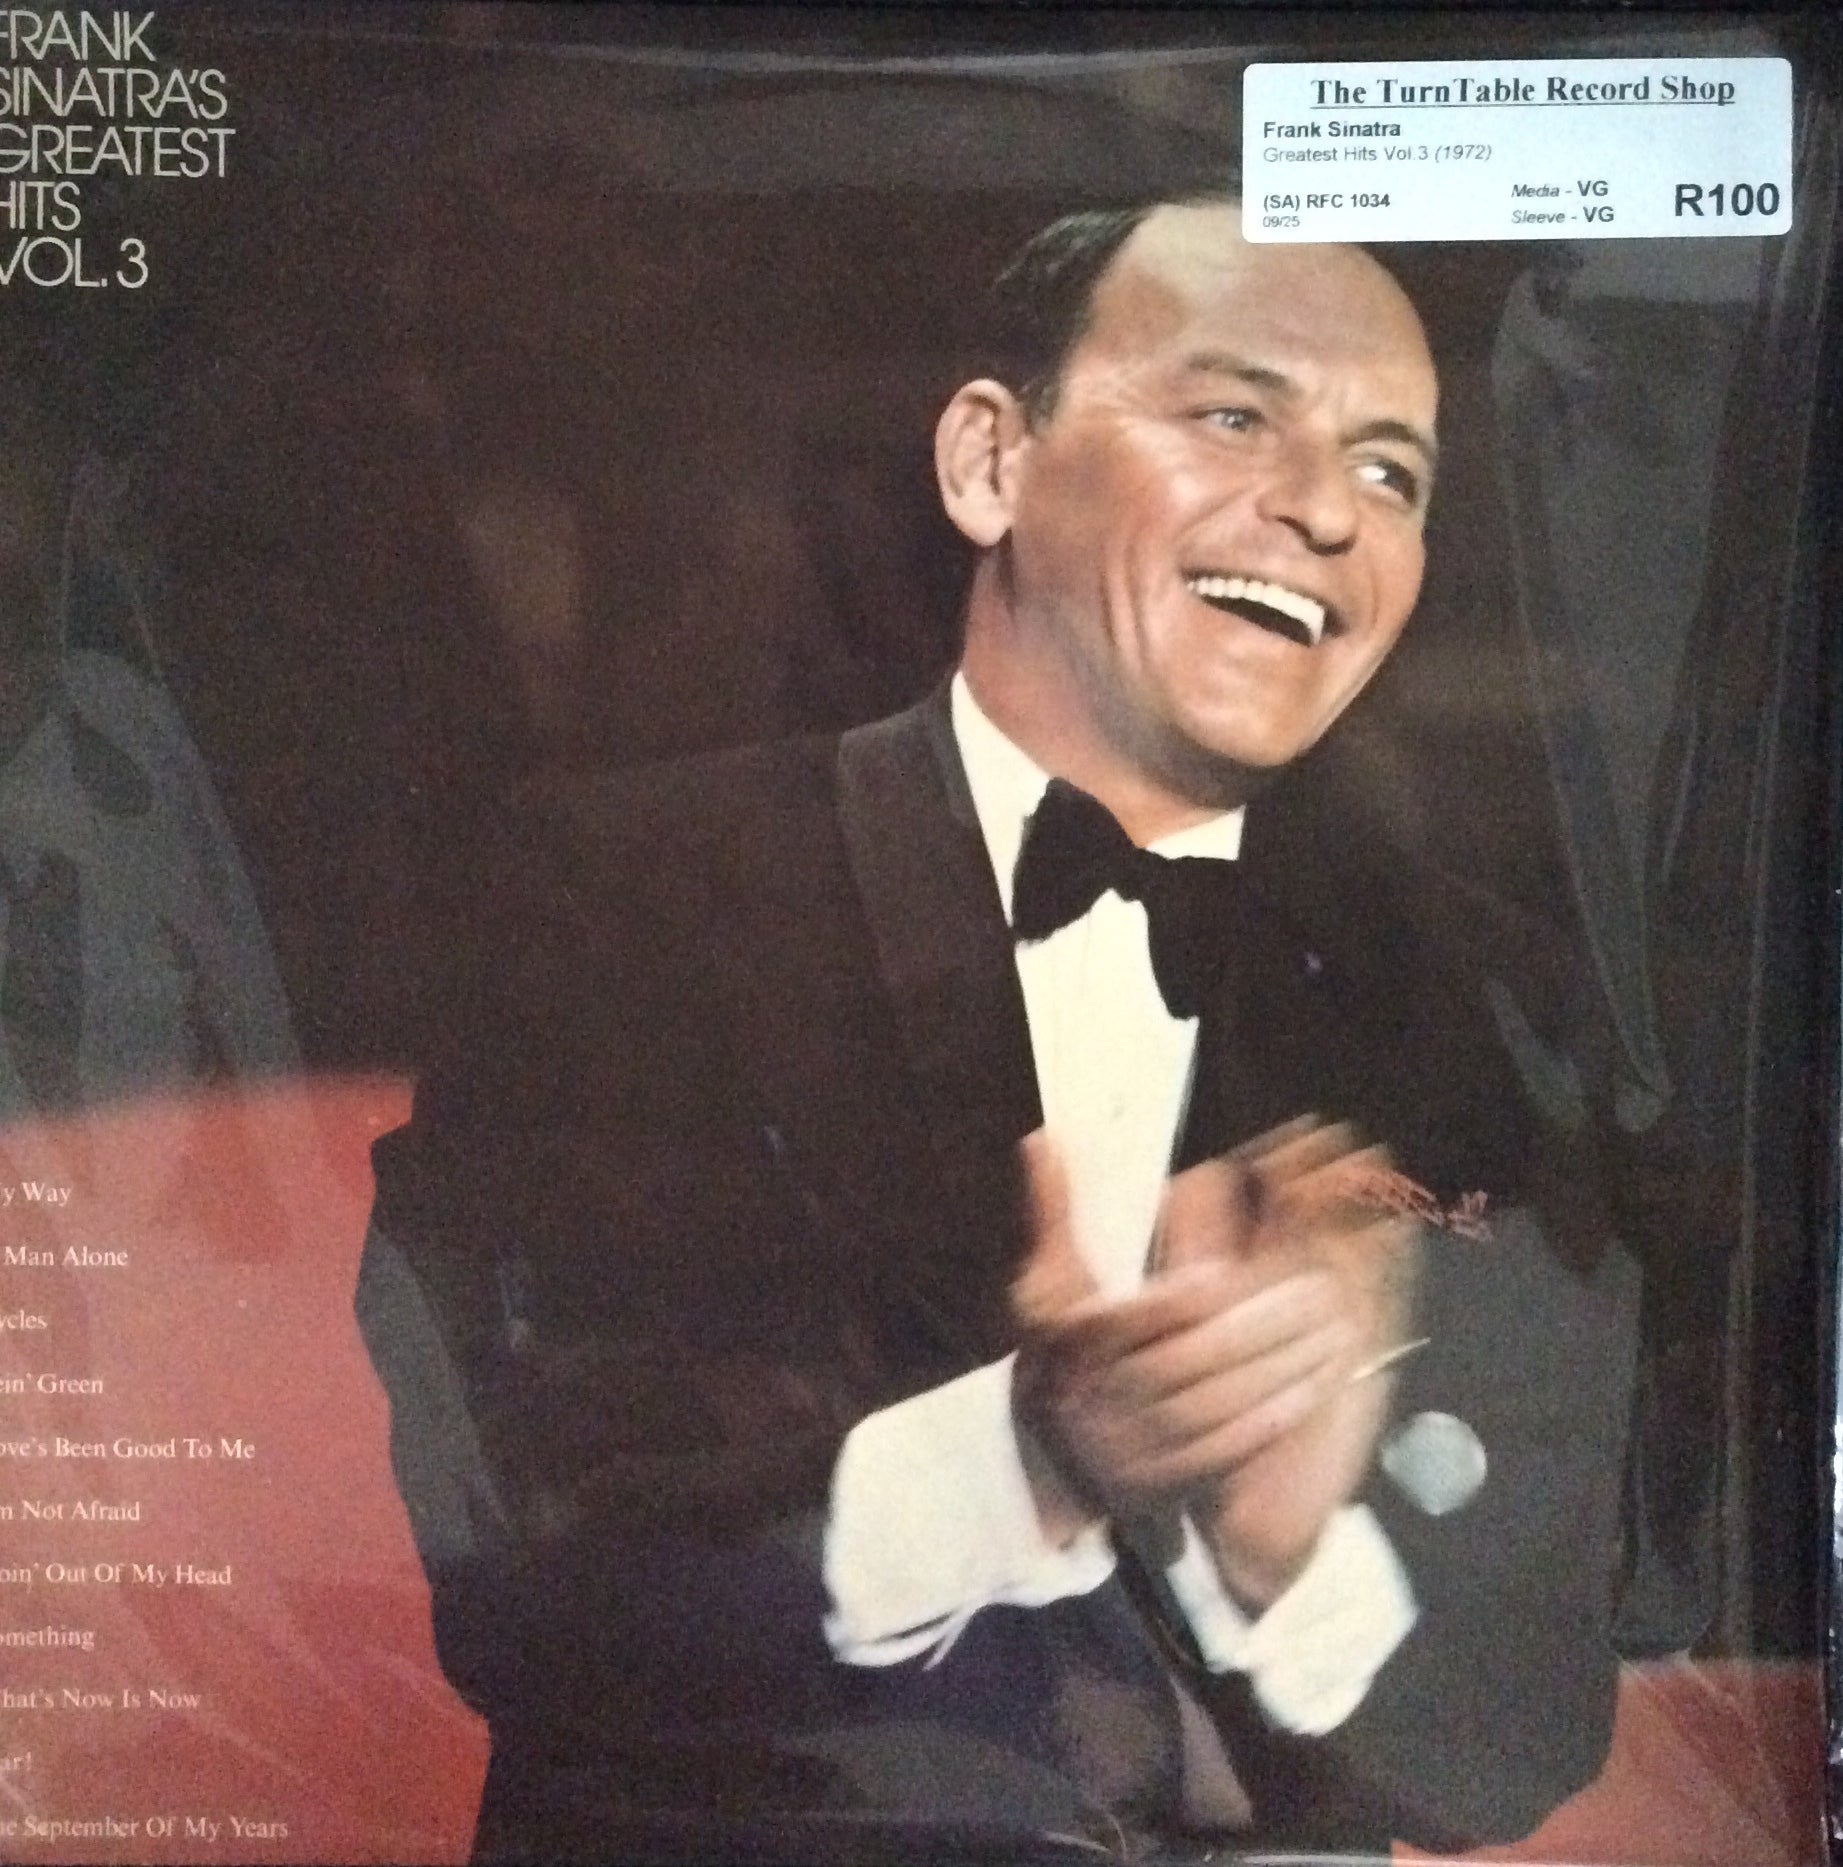 FRANK
SINATRA'S
GREATEST
HITS
VOL. 3
The TurnTable Record Shop
Frank Sinatra
Greatest Hits Vol.3 (1972)
(SA) RFC 1034
09/25
Media - VG
Sleeve - VG
R100
y Way
Man Alone
ycles
ein' Green
ove's Been Good To Me
m Not Afraid
oin' Out Of My Head
omething
hat's Now Is Now
ar!
he September Of My Years